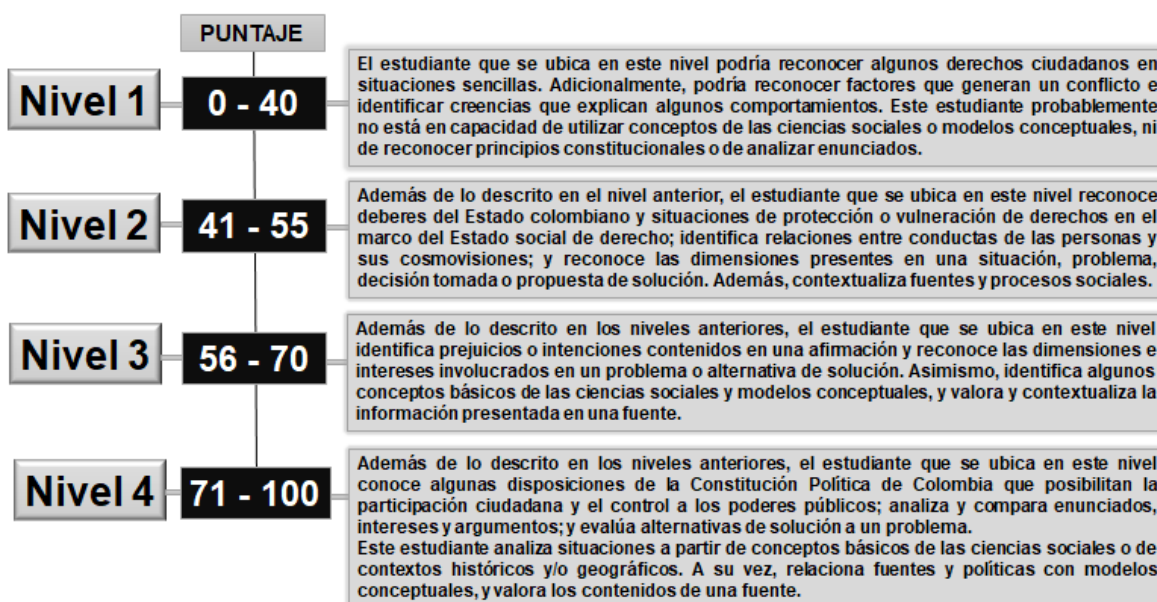 PUNTAJE
Nivel 1
0 - 40
El estudiante que se ubica en este nivel podría reconocer algunos derechos ciudadanos en
situaciones sencillas. Adicionalmente, podría reconocer factores que generan un conflicto e
identificar creencias que explican algunos comportamientos. Este estudiante probablemente
no está en capacidad de utilizar conceptos de las ciencias sociales o modelos conceptuales, ni
de reconocer principios constitucionales o de analizar enunciados.
Nivel 2
41 - 55
Además de lo descrito en el nivel anterior, el estudiante que se ubica en este nivel reconoce
deberes del Estado colombiano y situaciones de protección o vulneración de derechos en el
marco del Estado social de derecho; identifica relaciones entre conductas de las personas y
sus cosmovisiones; y reconoce las dimensiones presentes en una situación, problema,
decisión tomada o propuesta de solución. Además, contextualiza fuentes y procesos sociales.
Nivel 3
56 - 70
Además de lo descrito en los niveles anteriores, el estudiante que se ubica en este nivel
identifica prejuicios o intenciones contenidos en una afirmación y reconoce las dimensiones e
intereses involucrados en un problema o alternativa de solución. Asimismo, identifica algunos
conceptos básicos de las ciencias sociales y modelos conceptuales, y valora y contextualiza la
información presentada en una fuente.
Nivel 4
71 - 100
Además de lo descrito en los niveles anteriores, el estudiante que se ubica en este nivel
conoce algunas disposiciones de la Constitución Política de Colombia que posibilitan la
participación ciudadana y el control a los poderes públicos; analiza y compara enunciados,
intereses y argumentos; y evalúa alternativas de solución a un problema.
Este estudiante analiza situaciones a partir de conceptos básicos de las ciencias sociales o de
contextos históricos y/o geográficos. A su vez, relaciona fuentes y políticas con modelos
conceptuales, y valora los contenidos de una fuente.